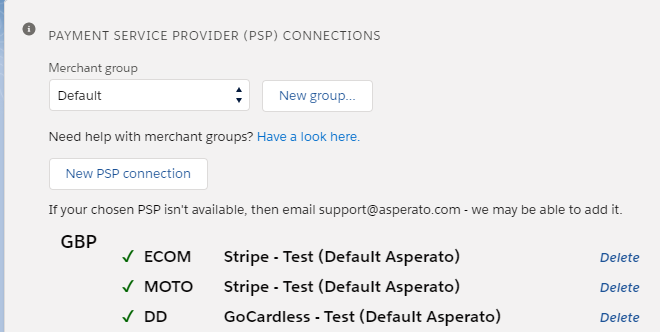 PAYMENT SERVICE PROVIDER (PSP) CONNECTIONS
Merchant group
Default New group...
Need help with merchant groups? Have a look here.
New PSP connection
If your chosen PSP isn't available, then email support@asperato.com - we may be able to add it.
GBP
✓ ECOM Stripe - Test (Default Asperato) Delete
✓ MOTO Stripe - Test (Default Asperato) Delete
✓ DD GoCardless - Test (Default Asperato) Delete